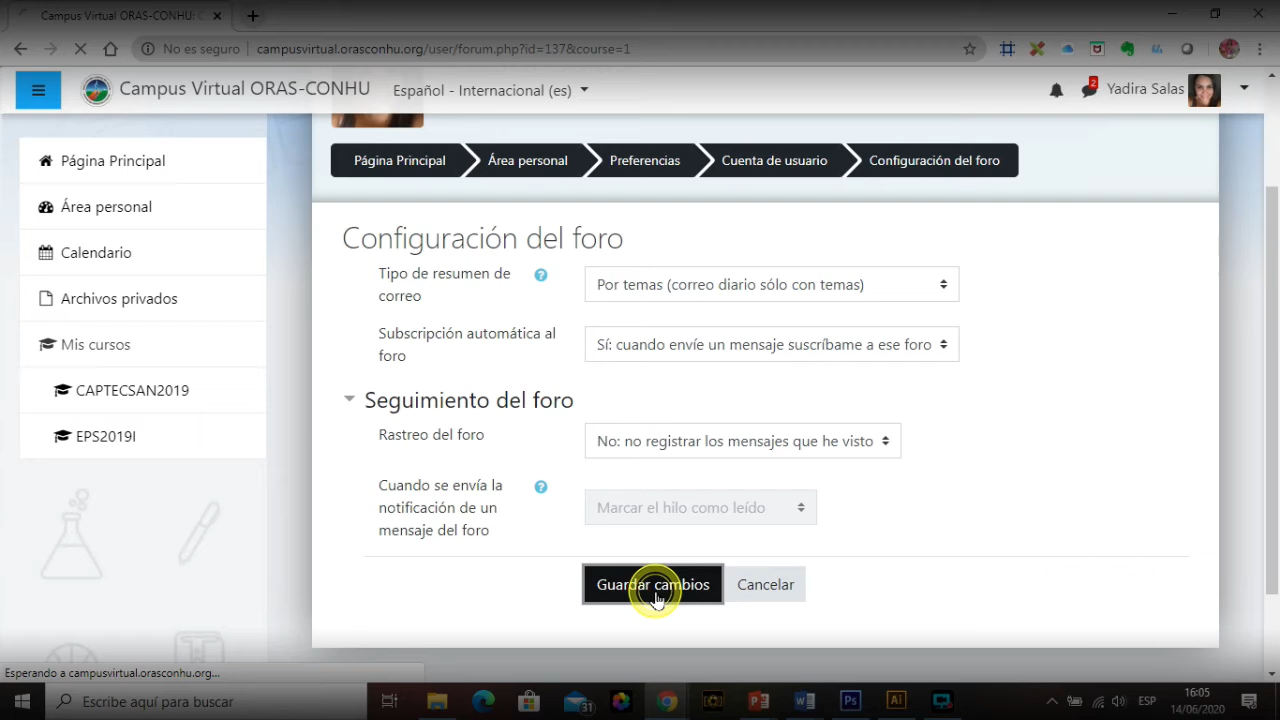 Campus Virtual ORAS-CONHU: C
No es seguro campusvirtual.orasconhu.org/user/forum.php?id=137&course=1
Campus Virtual ORAS-CONHU
Español - Internacional (es)
2
Yadira Salas
Página Principal
Área personal
Calendario
Archivos privados
Mis cursos
CAPTECSAN2019
EPS2019I
Página Principal
Área personal
Preferencias
Cuenta de usuario
Configuración del foro
Configuración del foro
Tipo de resumen de
correo
?
Por temas (correo diario sólo con temas)
Subscripción automática al
foro
Sí: cuando envíe un mensaje suscríbame a ese foro
Seguimiento del foro
Rastreo del foro
No: no registrar los mensajes que he visto
Cuando se envía la
notificación de un
mensaje del foro
?
Marcar el hilo como leído
Guardar cambios
Cancelar
Esperando a campusvirtual.orasconhu.org...
Escribe aquí para buscar
31
ESP
16:05
14/06/2020